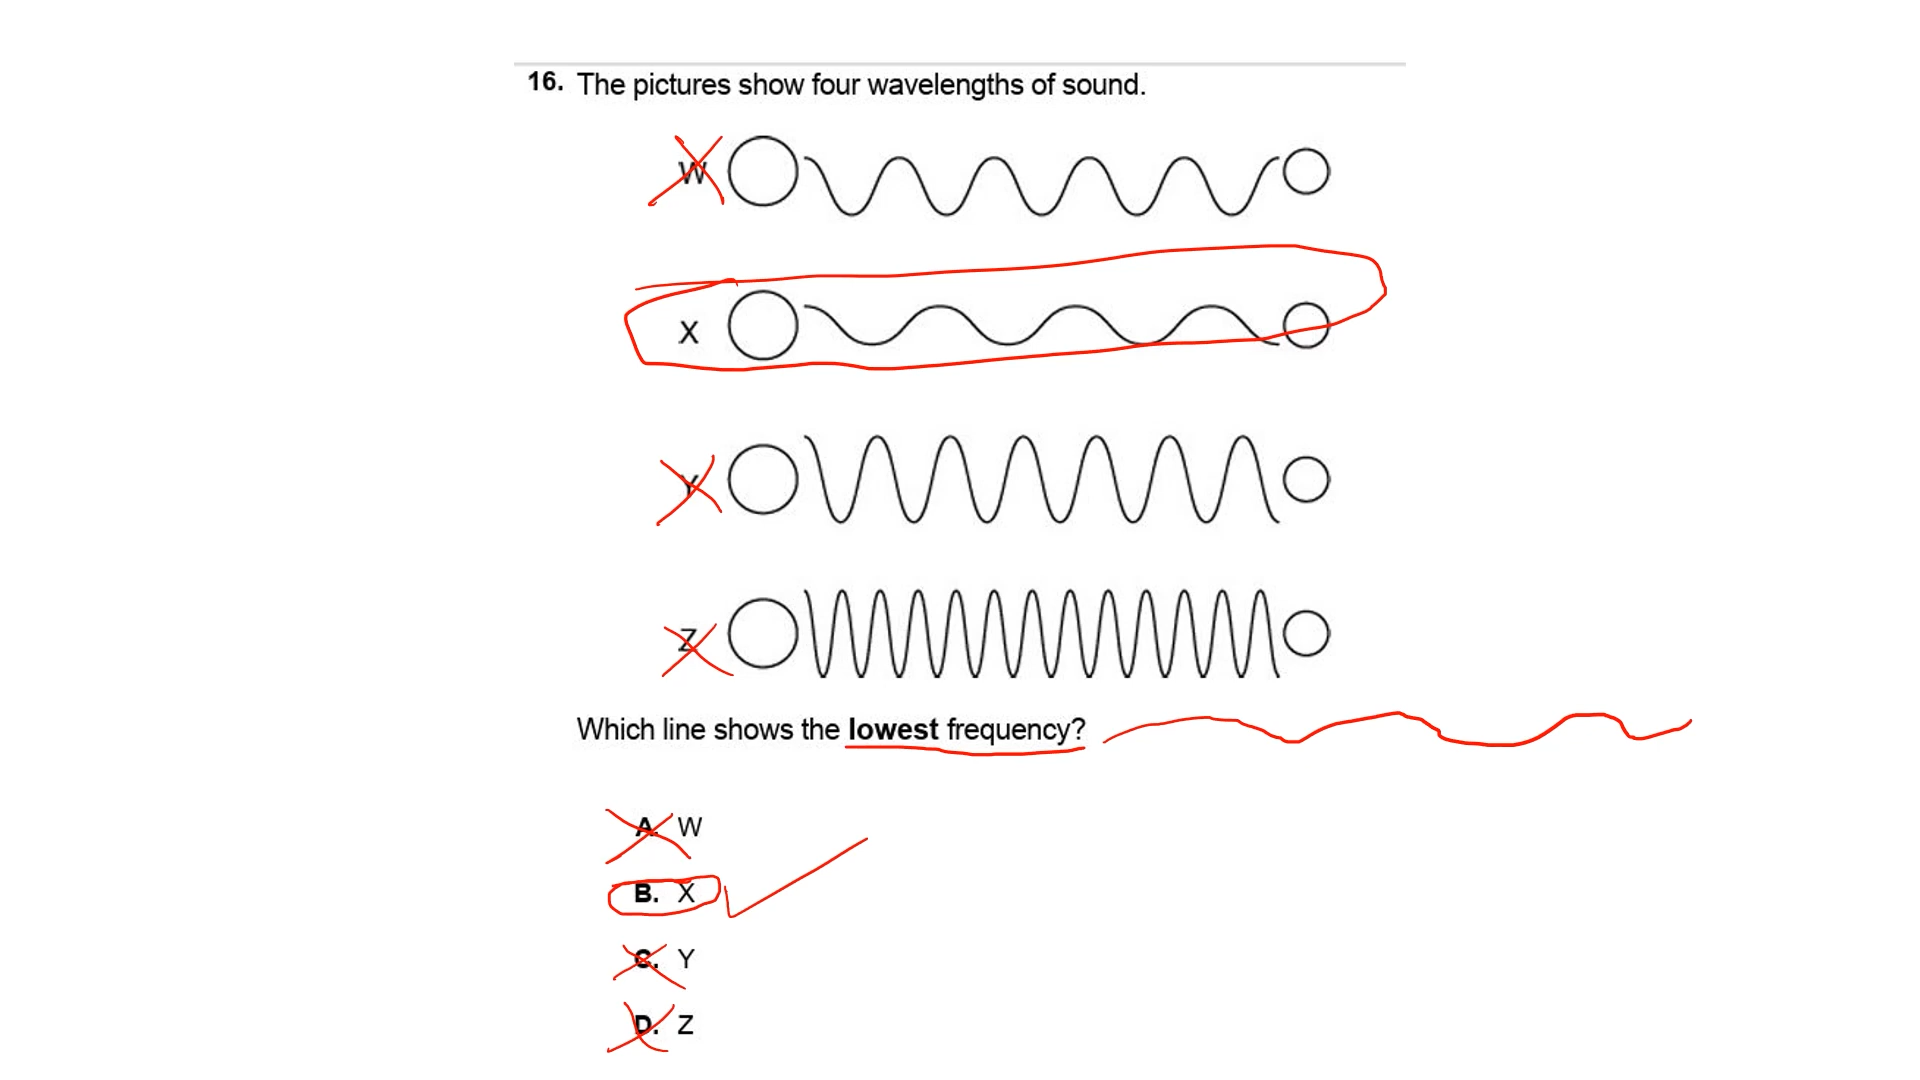 16. The pictures show four wavelengths of sound.
W
X
Y
Z
Which line shows the lowest frequency?
A. W
B. X
C. Y
D. Z